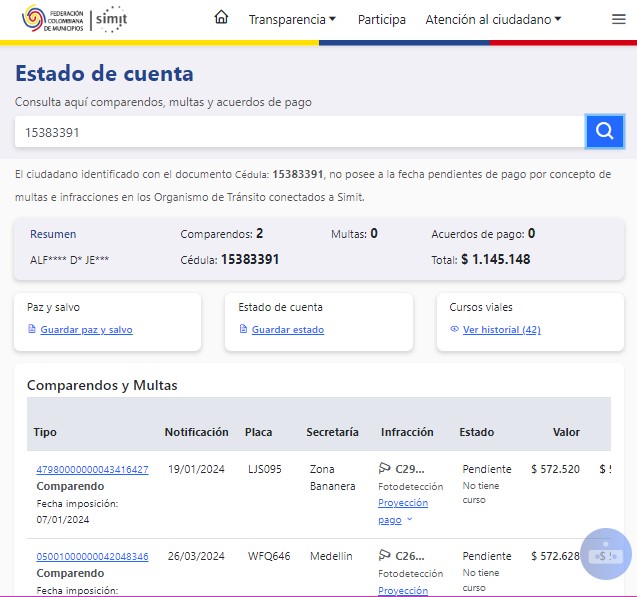 FEDERACIÓN
COLOMBIANA
DE MUNICIPIOS
simit
Transparencia
Participa
Atención al ciudadano
Estado de cuenta
Consulta aquí comparendos, multas y acuerdos de pago
15383391
El ciudadano identificado con el documento Cédula: 15383391, no posee a la fecha pendientes de pago por concepto de
multas e infracciones en los Organismo de Tránsito conectados a Simit.
Resumen Comparendos: 2 Multas: 0 Acuerdos de pago: 0
ALF**** D* JE*** Cédula: 15383391 Total: $ 1.145.148
Paz y salvo Estado de cuenta Cursos viales
Guardar paz y salvo Guardar estado Ver historial (42)
Comparendos y Multas
Tipo Notificación Placa Secretaría Infracción Estado Valor
47980000000043416427 19/01/2024 LJS095 Zona C29... Pendiente $ 572.520
Comparendo Bananera Fotodetección No tiene
Fecha imposición: Proyección curso
07/01/2024 pago
05001000000042048346 26/03/2024 WFQ646 Medellin C26... Pendiente $ 572.628
Comparendo Fotodetección No tiene
Fecha imposición: Proyección curso